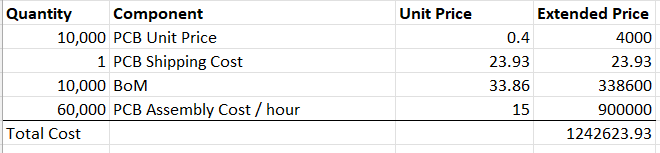 Quantity Component Unit Price Extended Price
10,000 PCB Unit Price 0.4 4000
1 PCB Shipping Cost 23.93 23.93
10,000 BoM 33.86 338600
60,000 PCB Assembly Cost / hour 15 900000
Total Cost 1242623.93